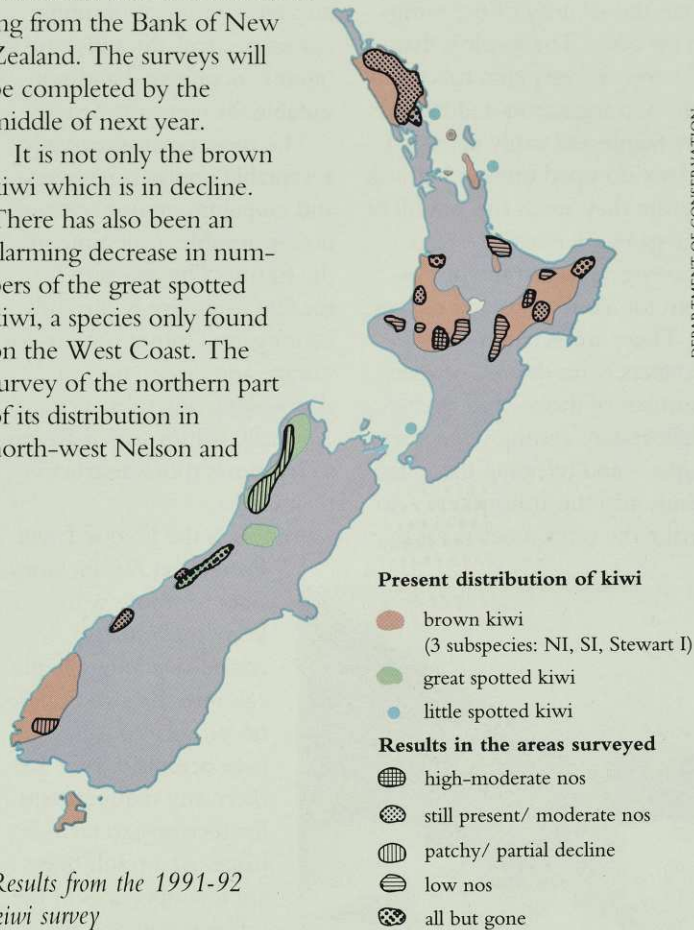 ng from the Bank of New
Zealand. The surveys will
be completed by the
middle of next year.
It is not only the brown
kiwi which is in decline.
There has also been an
alarming decrease in num-
bers of the great spotted
kiwi, a species only found
on the West Coast. The
survey of the northern part
of its distribution in
north-west Nelson and
DEPARTMENT OF CONSERVATION
Present distribution of kiwi
brown kiwi
(3 subspecies: NI, SI, Stewart I)
great spotted kiwi
little spotted kiwi
Results in the areas surveyed
high-moderate nos
still present/ moderate nos
patchy/ partial decline
low nos
all but gone
Results from the 1991-92
kiwi survey